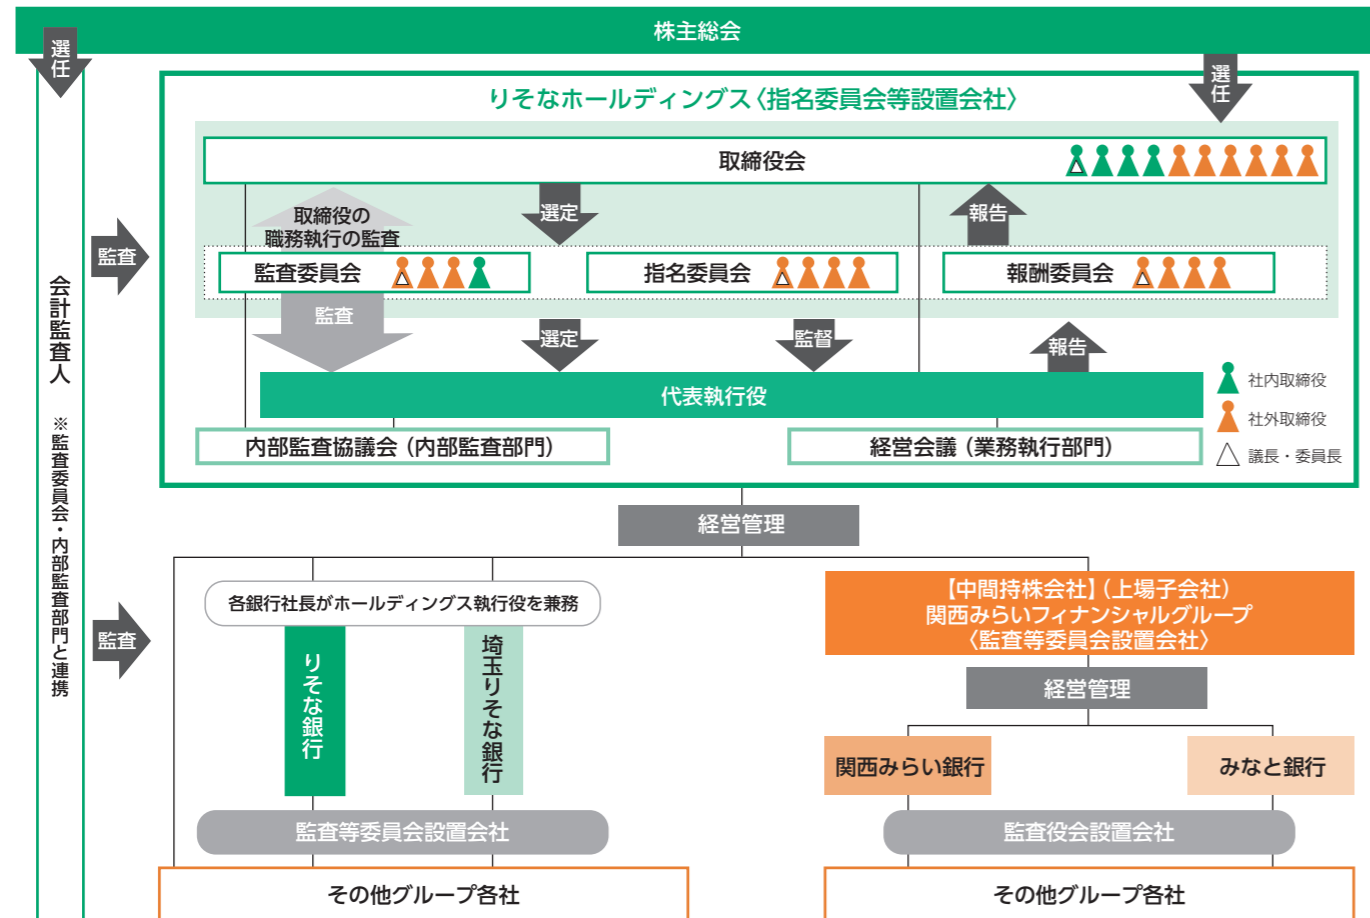 株主総会
選任
選任
りそなホールディングス〈指名委員会等設置会社〉
取締役会
取締役の
職務執行の監査
選定
報告
監査
監査委員会
指名委員会
報酬委員会
監査
選定
監督
報告
代表執行役
社内取締役
社外取締役
議長・委員長
内部監査協議会（内部監査部門）
経営会議（業務執行部門）
会計監査人
※監査委員会・内部監査部門と連携
経営管理
各銀行社長がホールディングス執行役を兼務
【中間持株会社】（上場子会社）
関西みらいフィナンシャルグループ
〈監査等委員会設置会社〉
監査
りそな銀行
埼玉りそな銀行
経営管理
関西みらい銀行
みなと銀行
監査等委員会設置会社
監査役会設置会社
その他グループ各社
その他グループ各社